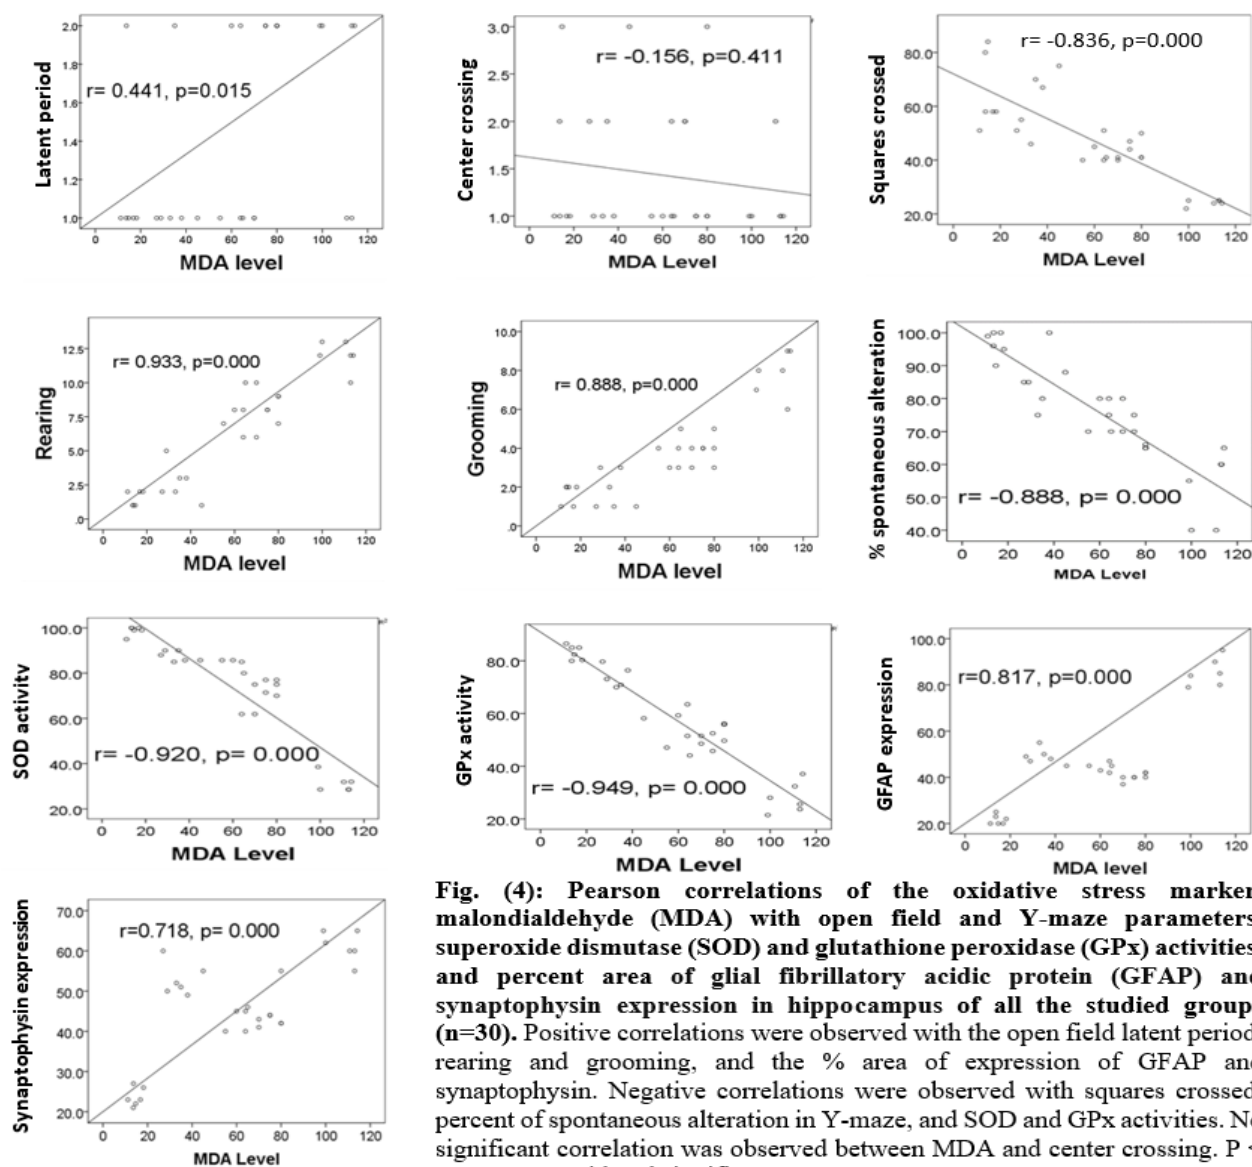 2.0
1.8
1.6
1.4
1.2
1.0
Latent period
r= 0.441, p=0.015
0 20 40 60 80 100 120
MDA level
3.0
2.5
2.0
1.5
1.0
Center crossing
r= -0.156, p=0.411
0 20 40 60 80 100 120
MDA Level
80.0
60.0
40.0
20.0
Squares crossed
r= -0.836, p=0.000
0 20 40 60 80 100 120
MDA Level
12.5
10.0
7.5
5.0
2.5
.0
Rearing
r= 0.933, p=0.000
0 20 40 60 80 100 120
MDA level
10.0
8.0
6.0
4.0
2.0
.0
Grooming
r= 0.888, p=0.000
0 20 40 60 80 100 120
MDA level
100.0
90.0
80.0
70.0
60.0
50.0
40.0
% spontaneous alteration
r= -0.888, p= 0.000
0 20 40 60 80 100 120
MDA Level
100.0
80.0
60.0
40.0
20.0
SOD activity
r= -0.920, p= 0.000
0 20 40 60 80 100 120
MDA Level
80.0
60.0
40.0
20.0
GPx activity
r= -0.949, p= 0.000
0 20 40 60 80 100 120
MDA Level
100.0
80.0
60.0
40.0
20.0
GFAP expression
r=0.817, p=0.000
0 20 40 60 80 100 120
MDA level
70.0
60.0
50.0
40.0
30.0
20.0
Synaptophysin expression
r=0.718, p= 0.000
0 20 40 60 80 100 120
MDA Level
Fig. (4): Pearson correlations of the oxidative stress marker
malondialdehyde (MDA) with open field and Y-maze parameters
superoxide dismutase (SOD) and glutathione peroxidase (GPx) activities
and percent area of glial fibrillatory acidic protein (GFAP) and
synaptophysin expression in hippocampus of all the studied group
(n=30). Positive correlations were observed with the open field latent period
rearing and grooming, and the % area of expression of GFAP and
synaptophysin. Negative correlations were observed with squares crossed
percent of spontaneous alteration in Y-maze, and SOD and GPx activities. No
significant correlation was observed between MDA and center crossing. P <